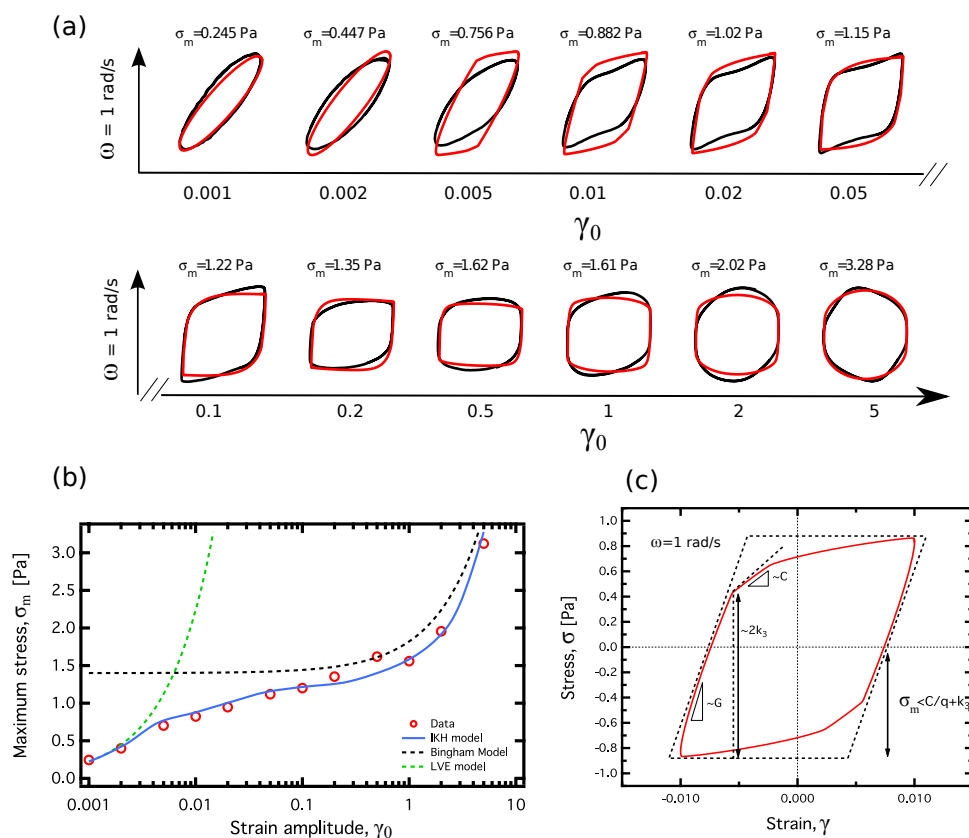 (a)
σm=0.245 Pa σm=0.447 Pa σm=0.756 Pa σm=0.882 Pa σm=1.02 Pa σm=1.15 Pa
ω = 1 rad/s
0.001 0.002 0.005 0.01 0.02 0.05
γ0
σm=1.22 Pa σm=1.35 Pa σm=1.62 Pa σm=1.61 Pa σm=2.02 Pa σm=3.28 Pa
ω = 1 rad/s
0.1 0.2 0.5 1 2 5
γ0
(b)
Maximum stress, σm [Pa]
3.0
2.5
2.0
1.5
1.0
0.5
0.0
Data
IKH model
Bingham Model
LVE model
0.001 0.01 0.1 1 10
Strain amplitude, γ0
(c)
Stress, σ [Pa]
1.0
0.8
0.6
0.4
0.2
0.0
-0.2
-0.4
-0.6
-0.8
-1.0
ω=1 rad/s
~C
~2k3
~G
σm<C/q+k3
-0.010 0.000 0.010
Strain, γ